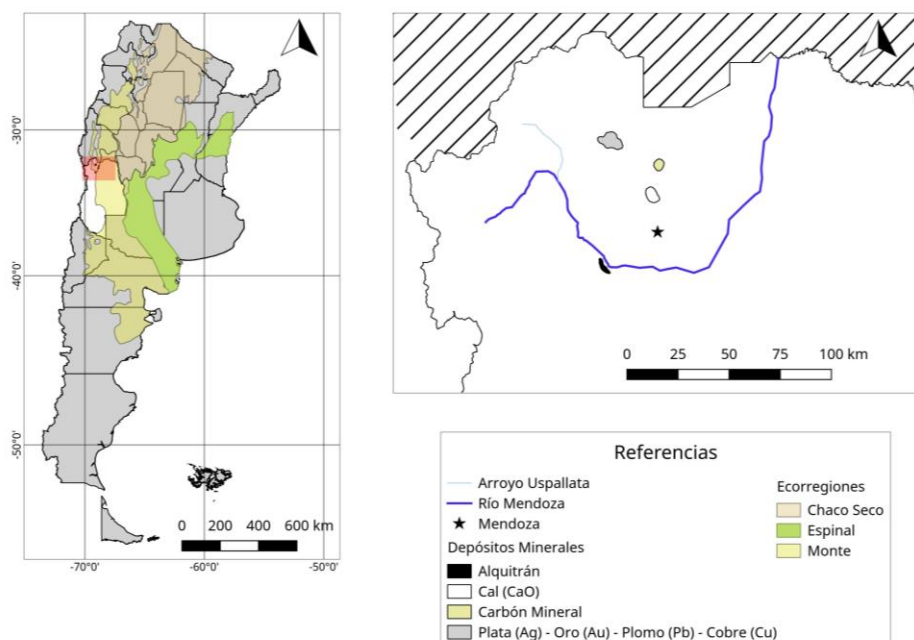 -30°0'
-40°0'
-50°0'
-70°0'
-60°0'
-50°0'
0 200 400 600 km
0 25 50 75 100 km
Referencias
Arroyo Uspallata
Río Mendoza
Mendoza
Depósitos Minerales
Alquitrán
Cal (CaO)
Carbón Mineral
Plata (Ag) - Oro (Au) - Plomo (Pb) - Cobre (Cu)
Ecorregiones
Chaco Seco
Espinal
Monte